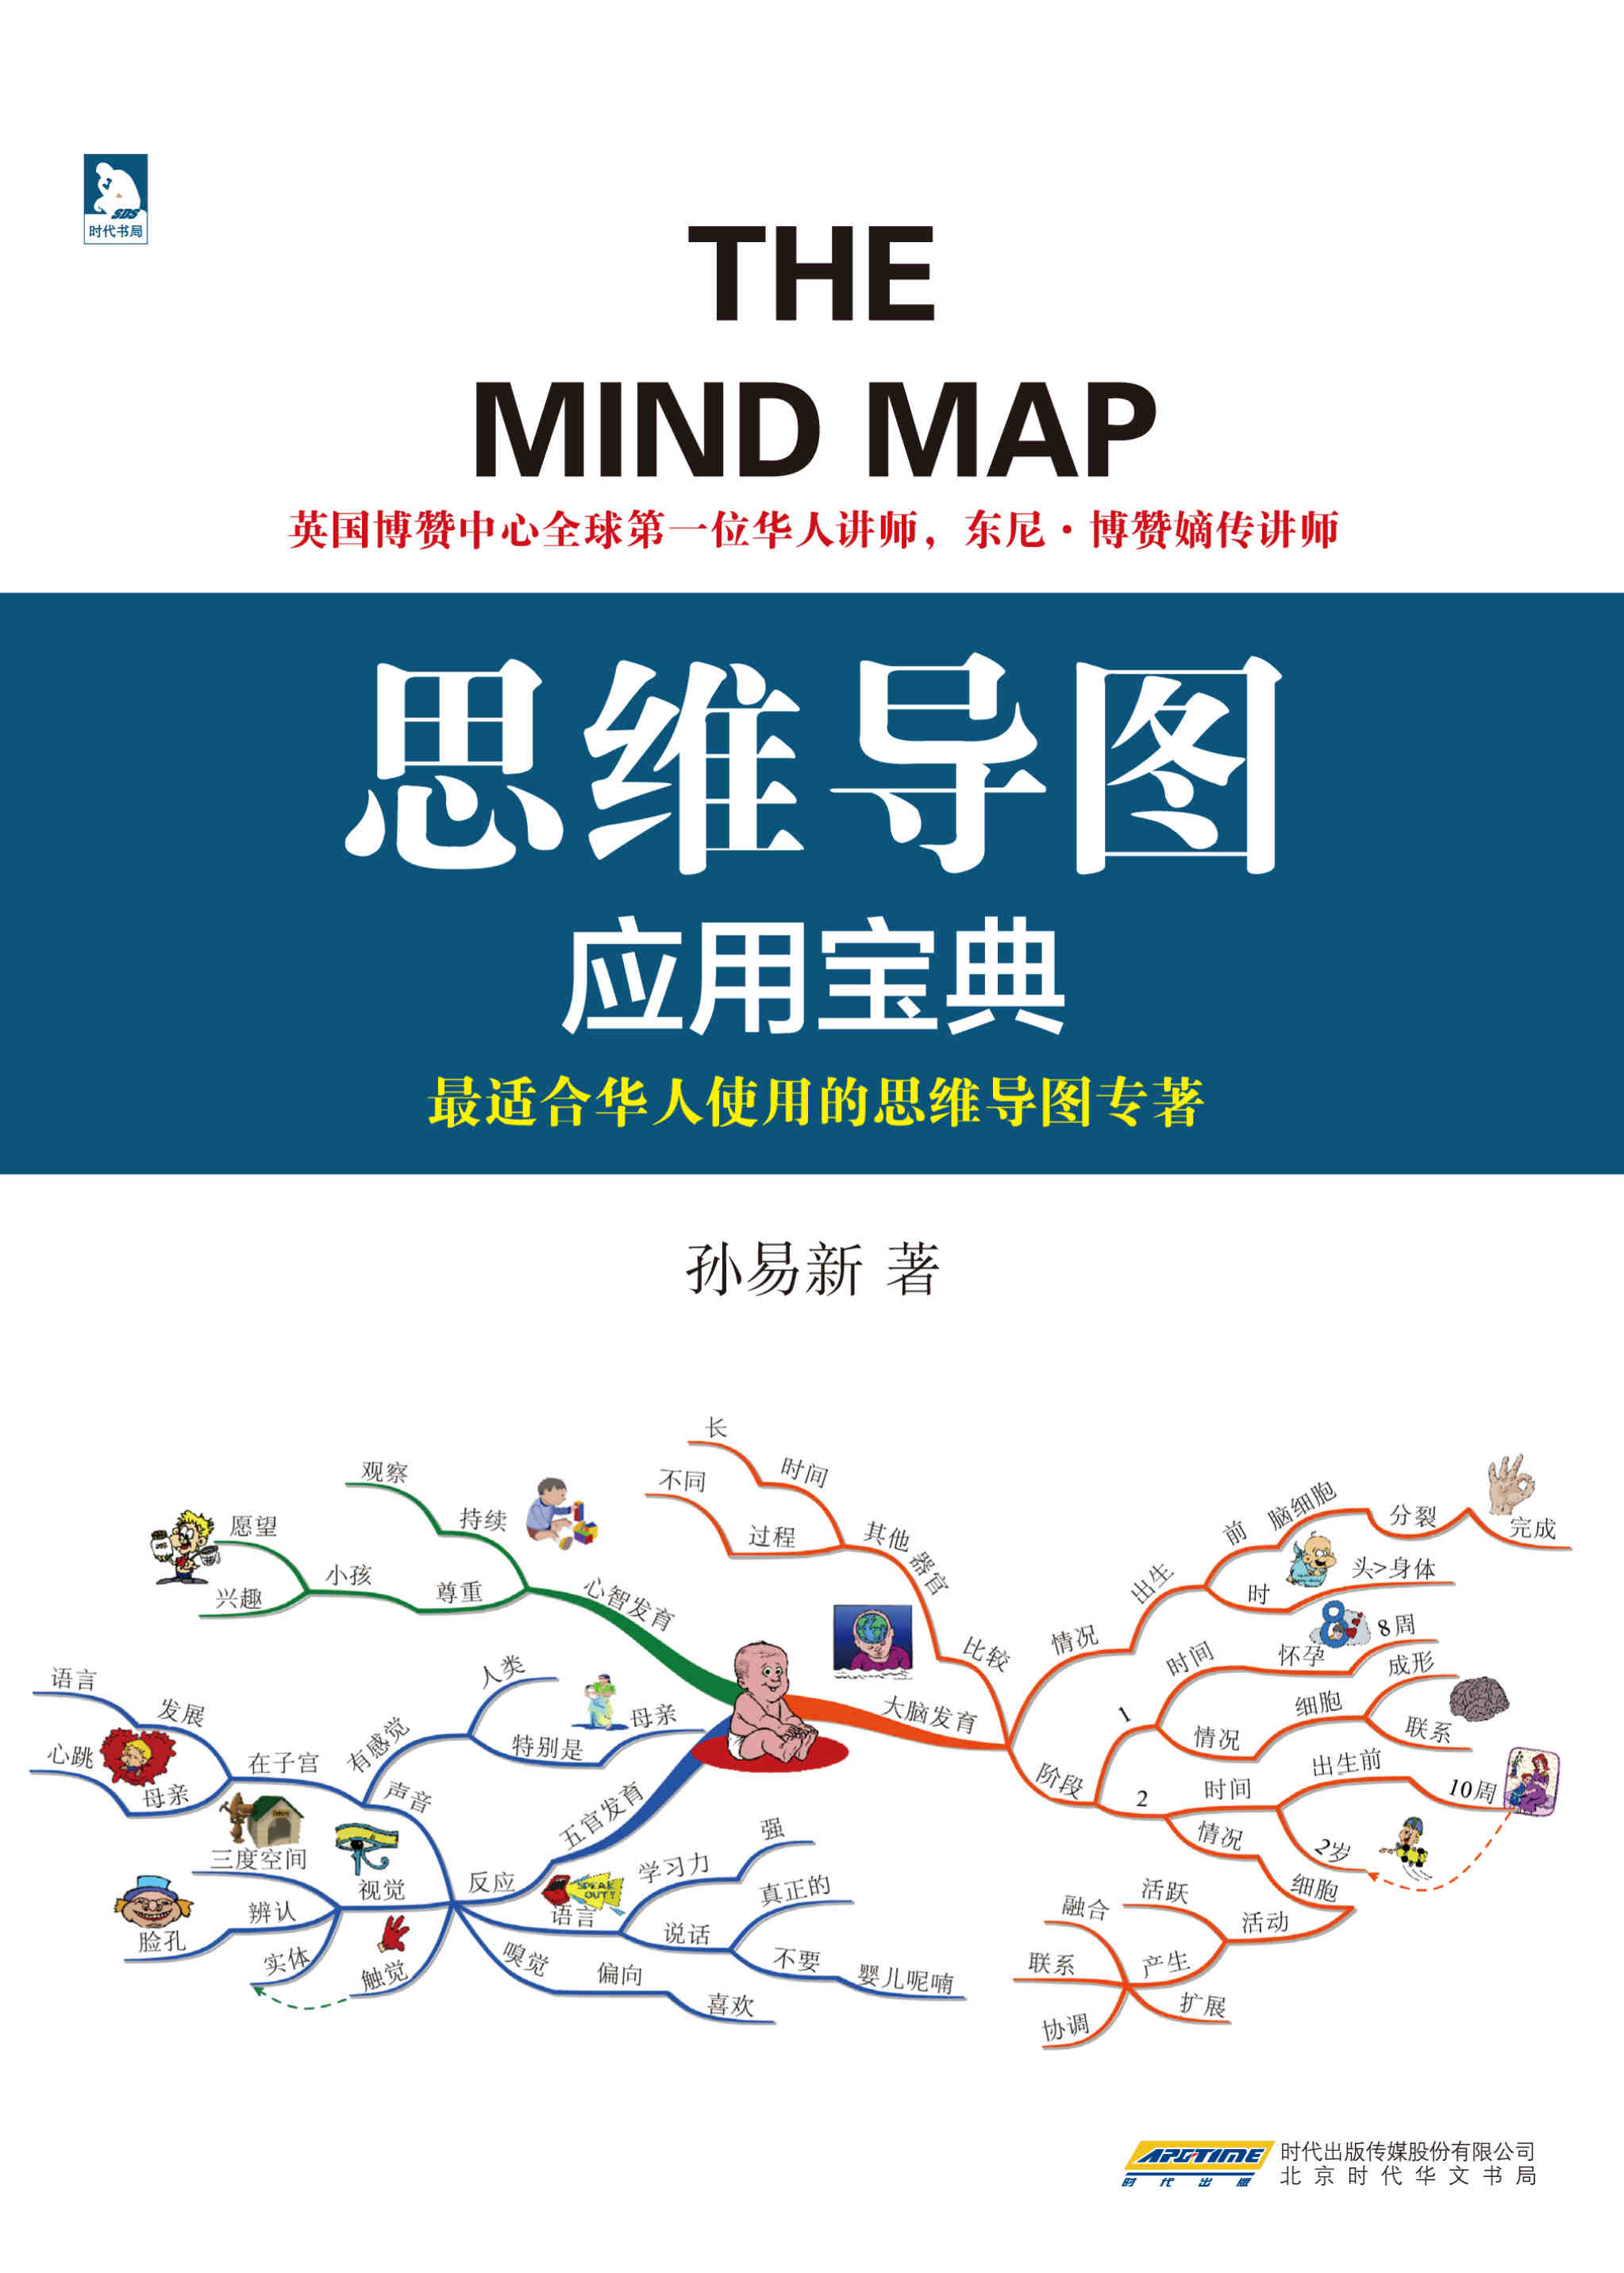 SDS
时代书局
THE
MIND MAP
英国博赞中心全球第一位华人讲师，东尼·博赞嫡传讲师
思维导图
应用宝典
最适合华人使用的思维导图专著
孙易新 著
心智发育
持续
观察
尊重
小孩
愿望
兴趣
五官发育
反应
声音
有感觉
人类
特别是
母亲
在子宫
发展
语言
母亲
心跳
视觉
三度空间
辨认
脸孔
实体
触觉
嗅觉
偏向
喜欢
语言
SPEAK
OUT!
学习力
强
说话
真正的
不要
婴儿呢喃
大脑发育
比较
其他 器官
时间
长
过程
不同
情况
出生
前
脑细胞
分裂
完成
时
头>身体
阶段
1
时间
怀孕
8
8周
情况
细胞
成形
联系
2
时间
出生前
10周
2岁
情况
细胞
活动
活跃
产生
融合
联系
协调
扩展
APGTIME
时代出版
时代出版传媒股份有限公司
北京时代华文书局